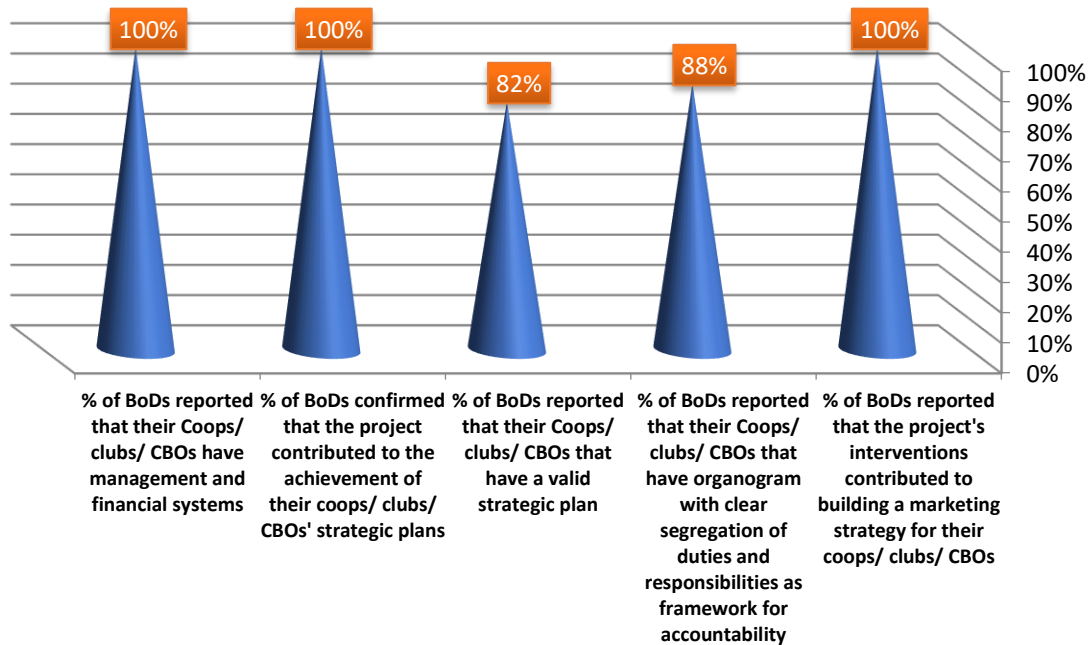 100%
100%
82%
88%
100%
100%
90%
80%
70%
60%
50%
40%
30%
20%
10%
0%
% of BoDs reported
that their Coops/
clubs/ CBOs have
management and
financial systems
% of BoDs confirmed
that the project
contributed to the
achievement of
their coops/ clubs/
CBOs' strategic plans
% of BoDs reported
that their Coops/
clubs/ CBOs that
have a valid
strategic plan
% of BoDs reported
that their Coops/
clubs/ CBOs that
have organogram
with clear
segregation of
duties and
responsibilities as
framework for
accountability
% of BoDs reported
that the project's
interventions
contributed to
building a marketing
strategy for their
coops/ clubs/ CBOs